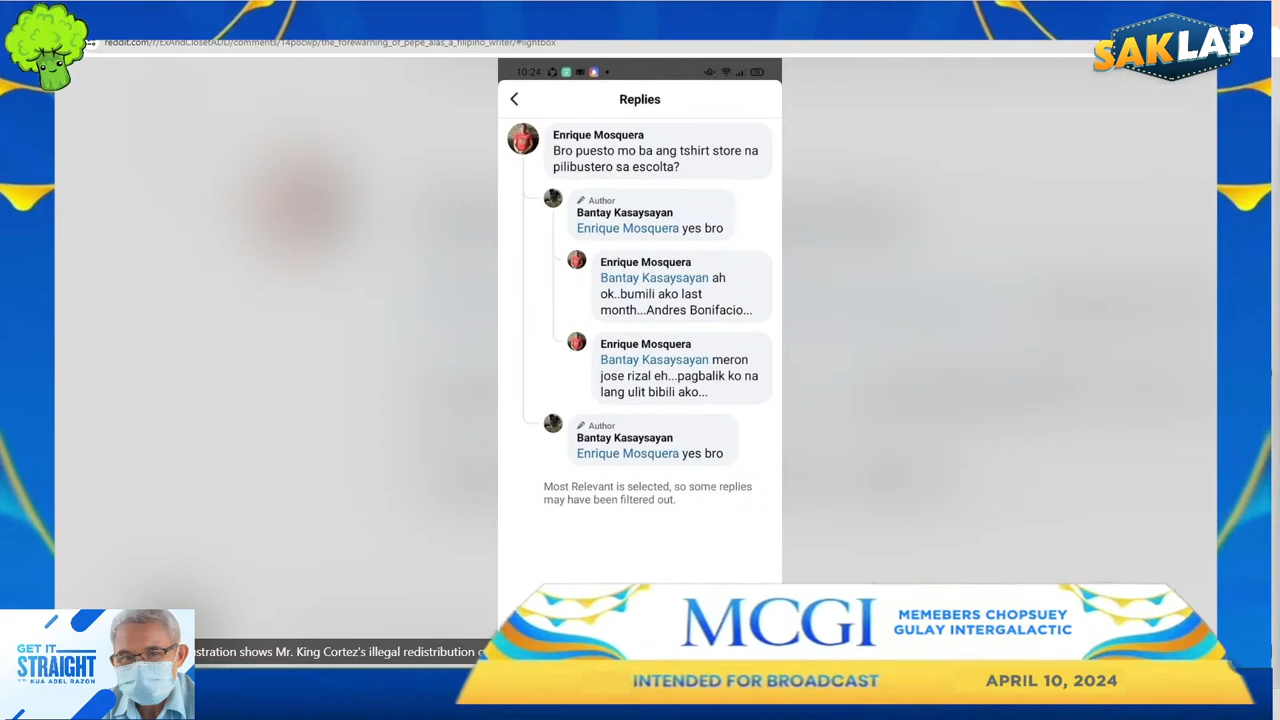 reddit.com/r/ExAndClosetADD/comments/14p8cwp/the_forewarning_of_pepe_alas_a_filipino_writer/#lightbox
SAKLAP
10:24
Replies
Enrique Mosquera
Bro puesto mo ba ang tshirt store na
pilibustero sa escolta?
Author
Bantay Kasaysayan
Enrique Mosquera yes bro
Enrique Mosquera
Bantay Kasaysayan ah
ok..bumili ako last
month...Andres Bonifacio...
Enrique Mosquera
Bantay Kasaysayan meron
jose rizal eh...pagbalik ko na
lang ulit bibili ako...
Author
Bantay Kasaysayan
Enrique Mosquera yes bro
Most Relevant is selected, so some replies
may have been filtered out.
MCGI
MEMEBERS CHOPSUEY
GULAY INTERGALACTIC
GET IT
STRAIGHT
WITH KUA ADEL RAZON
stration shows Mr. King Cortez's illegal redistribution
INTENDED FOR BROADCAST
APRIL 10, 2024